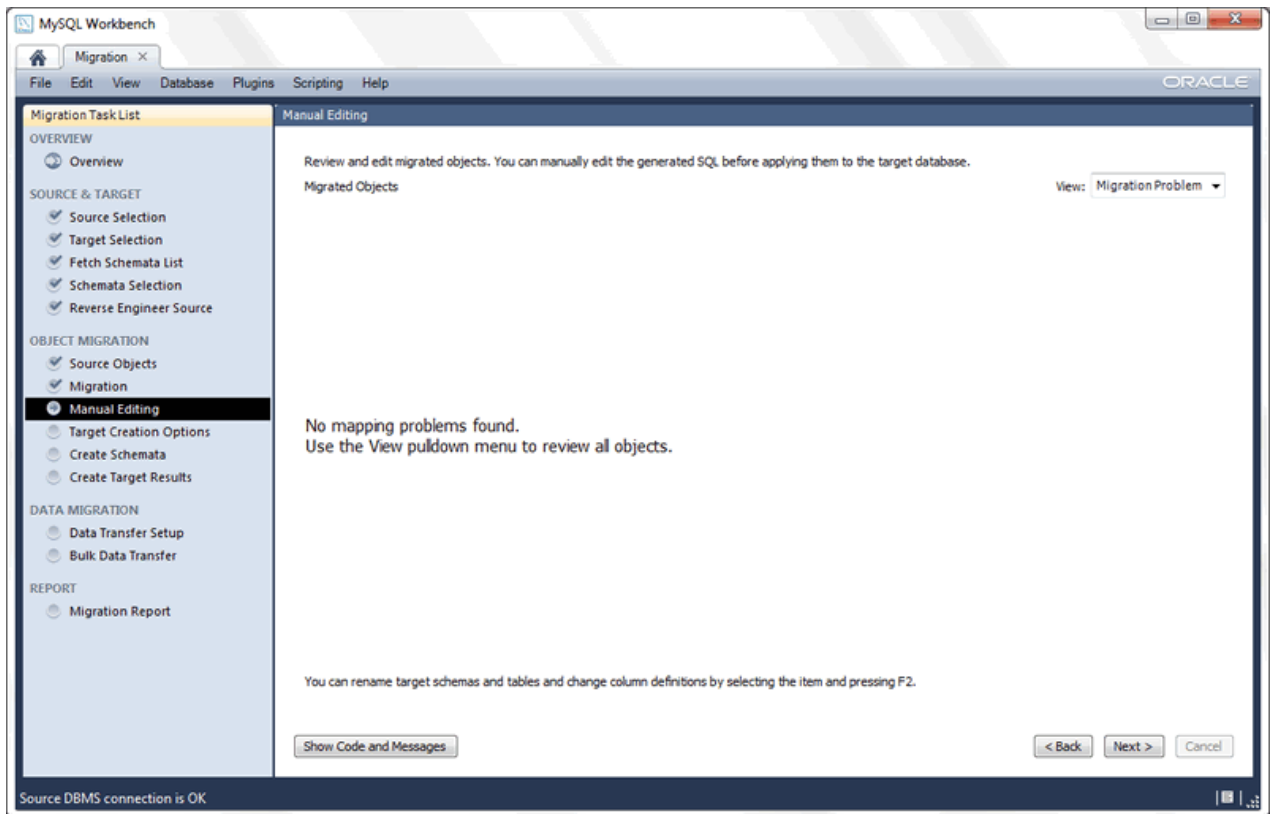 MySQL Workbench
Migration
File Edit View Database Plugins Scripting Help
ORACLE
Migration Task List
OVERVIEW
Overview
SOURCE & TARGET
Source Selection
Target Selection
Fetch Schemata List
Schemata Selection
Reverse Engineer Source
OBJECT MIGRATION
Source Objects
Migration
Manual Editing
Target Creation Options
Create Schemata
Create Target Results
DATA MIGRATION
Data Transfer Setup
Bulk Data Transfer
REPORT
Migration Report
Manual Editing
Review and edit migrated objects. You can manually edit the generated SQL before applying them to the target database.
Migrated Objects
View: Migration Problem
No mapping problems found.
Use the View pulldown menu to review all objects.
You can rename target schemas and tables and change column definitions by selecting the item and pressing F2.
Show Code and Messages
< Back Next > Cancel
Source DBMS connection is OK